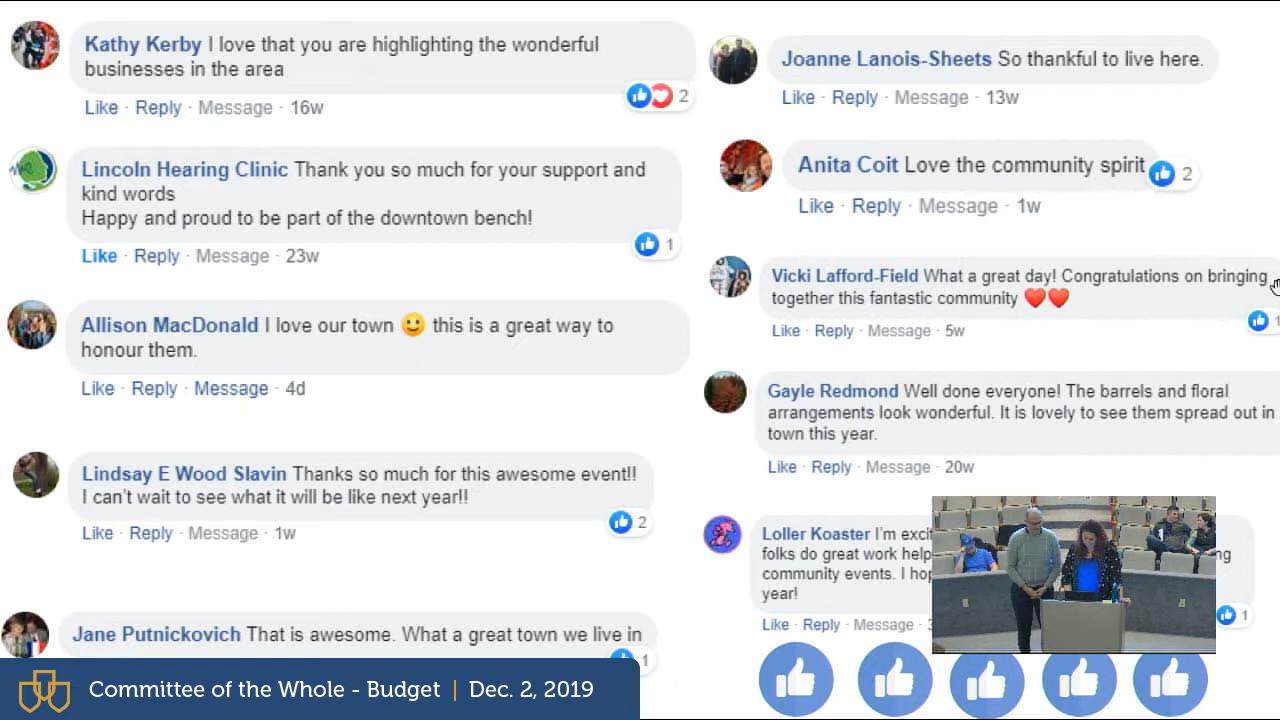 Kathy Kerby I love that you are highlighting the wonderful
businesses in the area
2
Like · Reply · Message · 16w
Lincoln Hearing Clinic Thank you so much for your support and
kind words
Happy and proud to be part of the downtown bench!
1
Like · Reply · Message · 23w
Allison MacDonald I love our town 🙂 this is a great way to
honour them.
Like · Reply · Message · 4d
Lindsay E Wood Slavin Thanks so much for this awesome event!!
I can't wait to see what it will be like next year!!
2
Like · Reply · Message · 1w
Jane Putnickovich That is awesome. What a great town we live in
1
Joanne Lanois-Sheets So thankful to live here.
Like · Reply · Message · 13w
Anita Coit Love the community spirit
2
Like · Reply · Message · 1w
Vicki Lafford-Field What a great day! Congratulations on bringing
together this fantastic community ❤️❤️
1
Like · Reply · Message · 5w
Gayle Redmond Well done everyone! The barrels and floral
arrangements look wonderful. It is lovely to see them spread out in
town this year.
Like · Reply · Message · 20w
Loller Koaster I'm
folks do great work
community events. I
year!
1
Like · Reply · Message ·
Committee of the Whole - Budget | Dec. 2, 2019